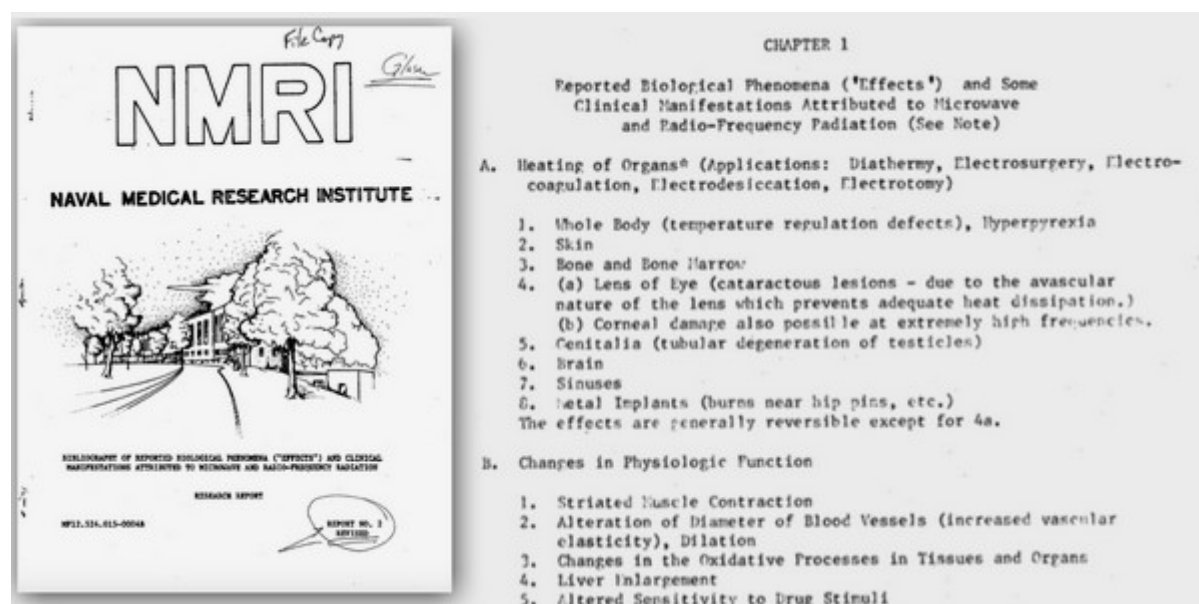 File Copy
Glaser
NMRI
NAVAL MEDICAL RESEARCH INSTITUTE
BIBLIOGRAPHY OF REPORTED BIOLOGICAL PHENOMENA ("EFFECTS") AND CLINICAL
MANIFESTATIONS ATTRIBUTED TO MICROWAVE AND RADIO-FREQUENCY RADIATION
RESEARCH REPORT
MF12.524.015-0004B
REPORT NO. 2
REVISED
CHAPTER 1
Reported Biological Phenomena ("Effects") and Some
Clinical Manifestations Attributed to Microwave
and Radio-Frequency Radiation (See Note)
A. Heating of Organs* (Applications: Diathermy, Electrosurgery, Electro-
coagulation, Electrodesiccation, Electrotomy)
1. Whole Body (temperature regulation defects), Hyperpyrexia
2. Skin
3. Bone and Bone Marrow
4. (a) Lens of Eye (cataractous lesions - due to the avascular
nature of the lens which prevents adequate heat dissipation.)
(b) Corneal damage also possible at extremely high frequencies.
5. Genitalia (tubular degeneration of testicles)
6. Brain
7. Sinuses
8. Metal Implants (burns near hip pins, etc.)
The effects are generally reversible except for 4a.
B. Changes in Physiologic Function
1. Striated Muscle Contraction
2. Alteration of Diameter of Blood Vessels (increased vascular
elasticity), Dilation
3. Changes in the Oxidative Processes in Tissues and Organs
4. Liver Enlargement
5. Altered Sensitivity to Drug Stimuli